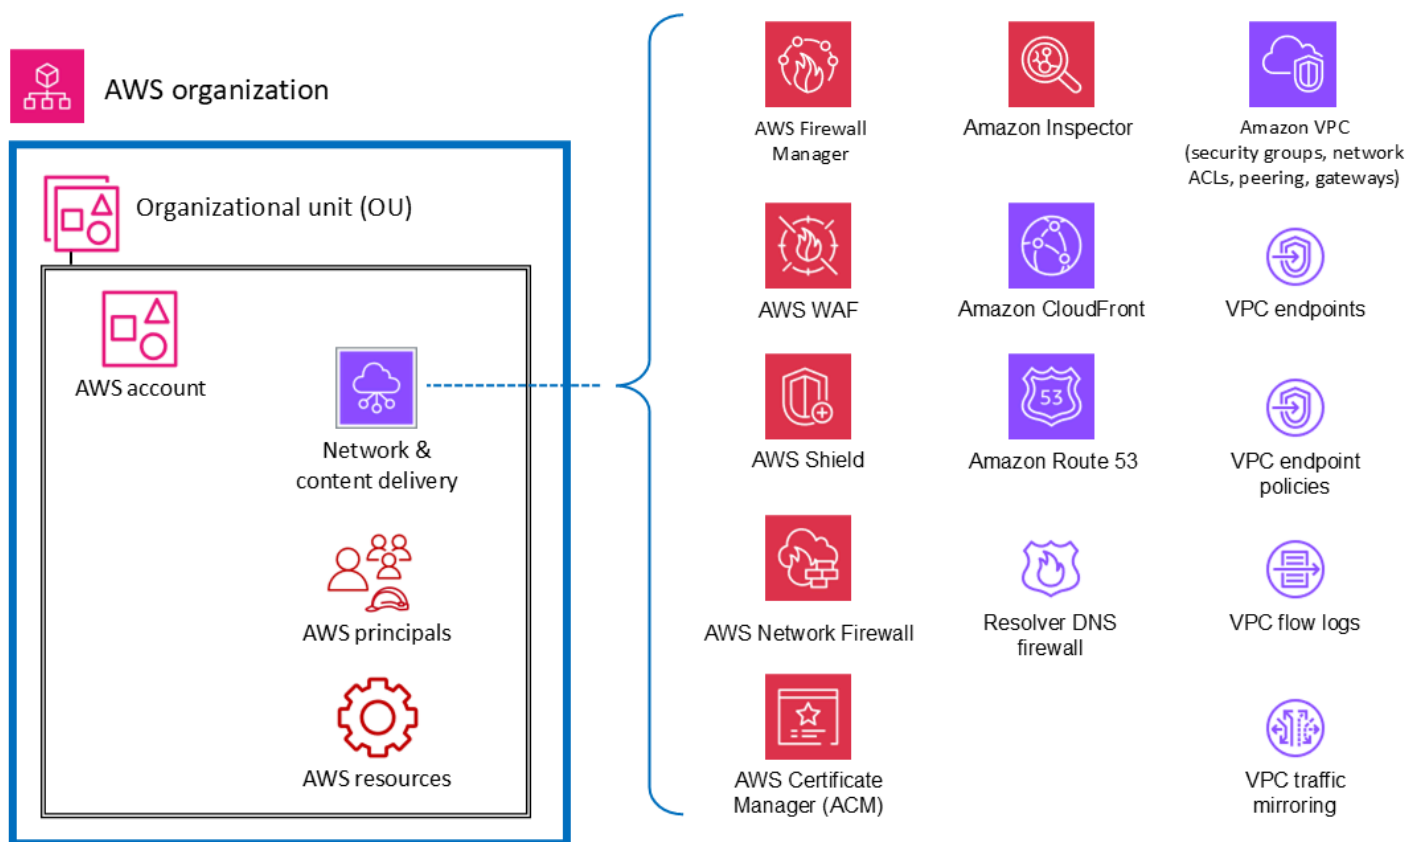 AWS organization
Organizational unit (OU)
AWS account
Network &
content delivery
AWS principals
AWS resources
AWS Firewall
Manager
Amazon Inspector
Amazon VPC
(security groups, network
ACLs, peering, gateways)
AWS WAF
Amazon CloudFront
VPC endpoints
AWS Shield
53
Amazon Route 53
VPC endpoint
policies
AWS Network Firewall
Resolver DNS
firewall
VPC flow logs
AWS Certificate
Manager (ACM)
VPC traffic
mirroring